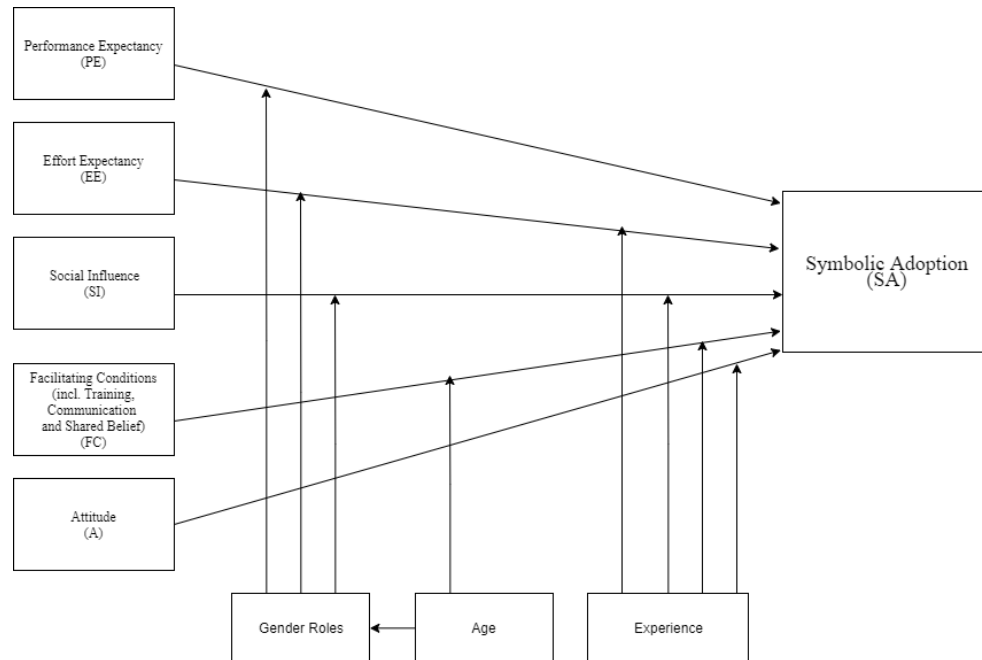 Performance Expectancy
(PE)
Effort Expectancy
(EE)
Social Influence
(SI)
Facilitating Conditions
(incl. Training,
Communication
and Shared Belief)
(FC)
Attitude
(A)
Symbolic Adoption
(SA)
Gender Roles
Age
Experience